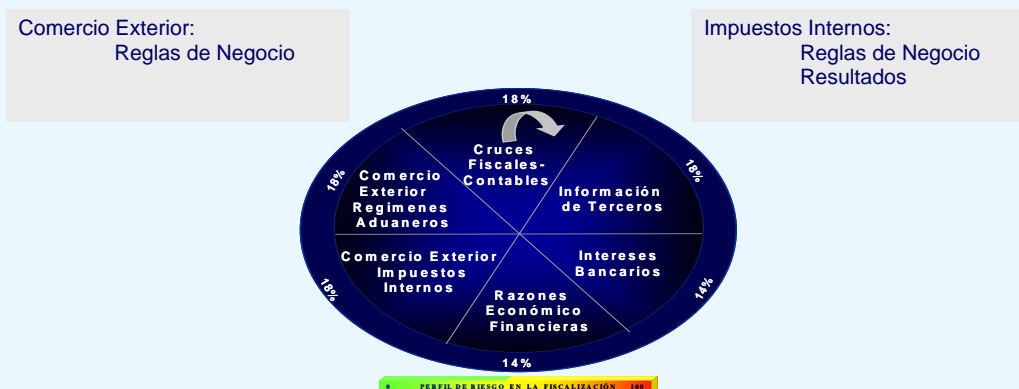 Comercio Exterior:
Reglas de Negocio
Impuestos Internos:
Reglas de Negocio
Resultados
18%
Cruces
Fiscales-
Contables
18%
Información
de Terceros
14%
Intereses
Bancarios
14%
Razones
Económico
Financieras
18%
Comercio Exterior
Impuestos
Internos
18%
Comercio
Exterior
Regimenes
Aduaneros
0 PERFIL DE RIESGO EN LA FISCALIZACIÓN 100